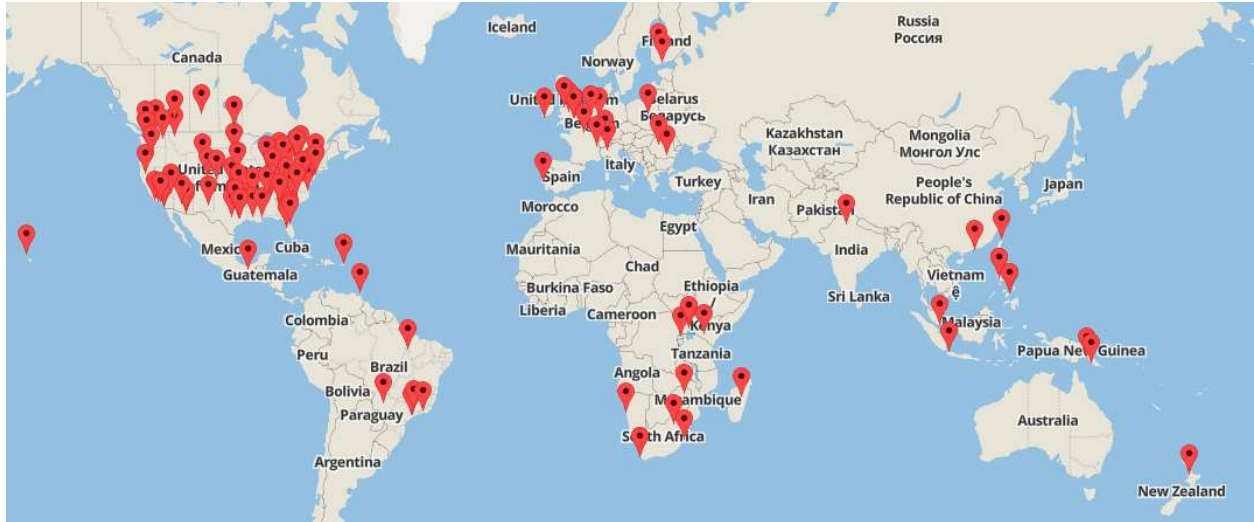 Iceland
Russia
Россия
Canada
Finland
Norway
United Kingdom
Belarus
Беларусь
Belgium
Kazakhstan
Казахстан
Mongolia
Монгол Улс
Italy
United States
Spain
Turkey
Japan
People's
Republic of China
Iran
Pakistan
Morocco
Egypt
Mexico
Cuba
Mauritania
India
Guatemala
Chad
Vietnam
ệ
Burkina Faso
Ethiopia
/
Sri Lanka
Liberia
Cameroon
Kenya
Colombia
Malaysia
Peru
Tanzania
Papua New Guinea
Brazil
Angola
Bolivia
Mozambique
Paraguay
South Africa
Australia
Argentina
New Zealand